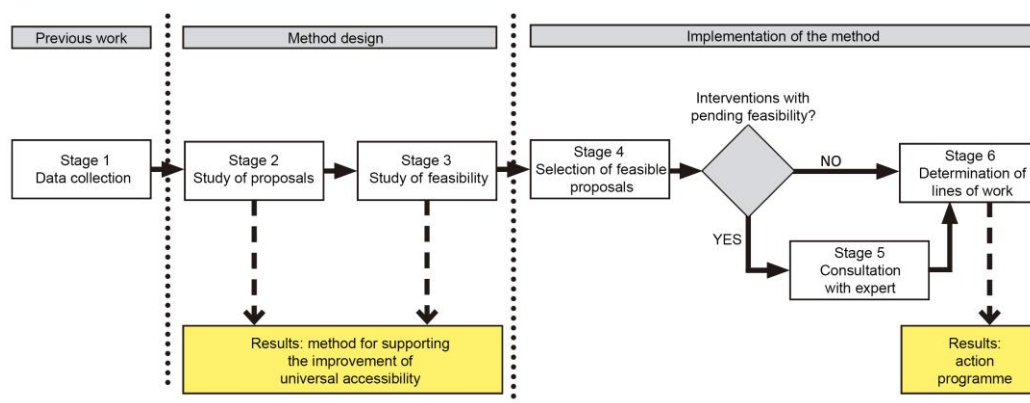 Previous work
Method design
Implementation of the method
Interventions with
pending feasibility?
Stage 1
Data collection
Stage 2
Study of proposals
Stage 3
Study of feasibility
Stage 4
Selection of feasible
proposals
NO
Stage 6
Determination of
lines of work
YES
Stage 5
Consultation
with expert
Results: method for supporting
the improvement of
universal accessibility
Results:
action
programme